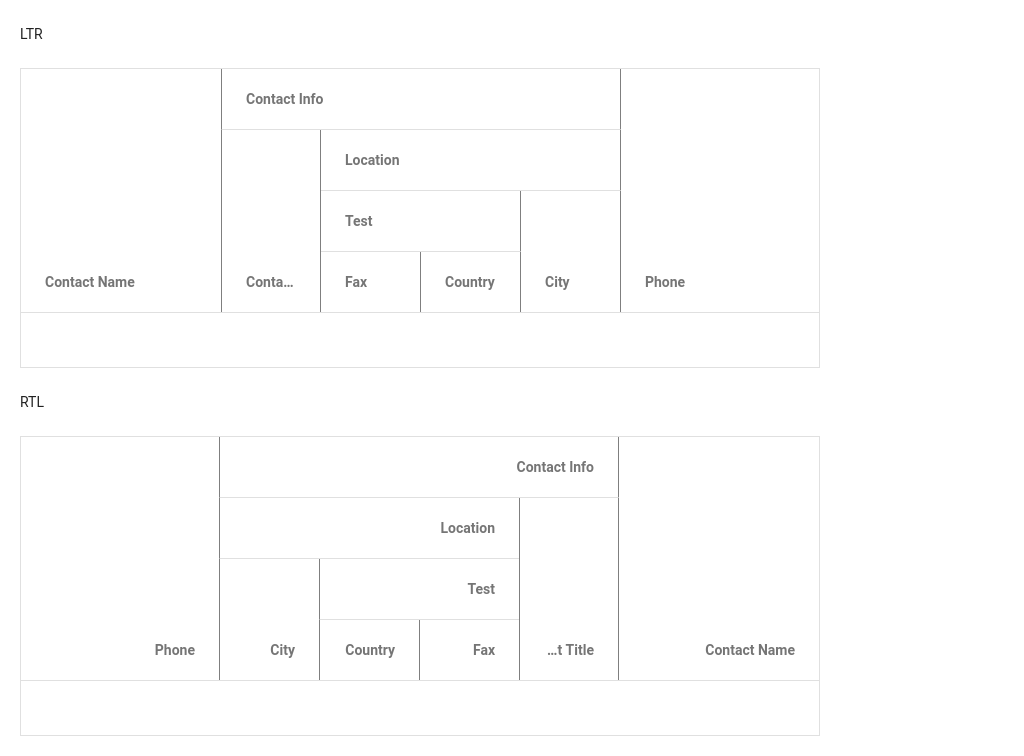 LTR
Contact Info
Location
Test
Contact Name
Conta…
Fax
Country
City
Phone
RTL
Contact Info
Location
Test
Phone
City
Country
Fax
…t Title
Contact Name